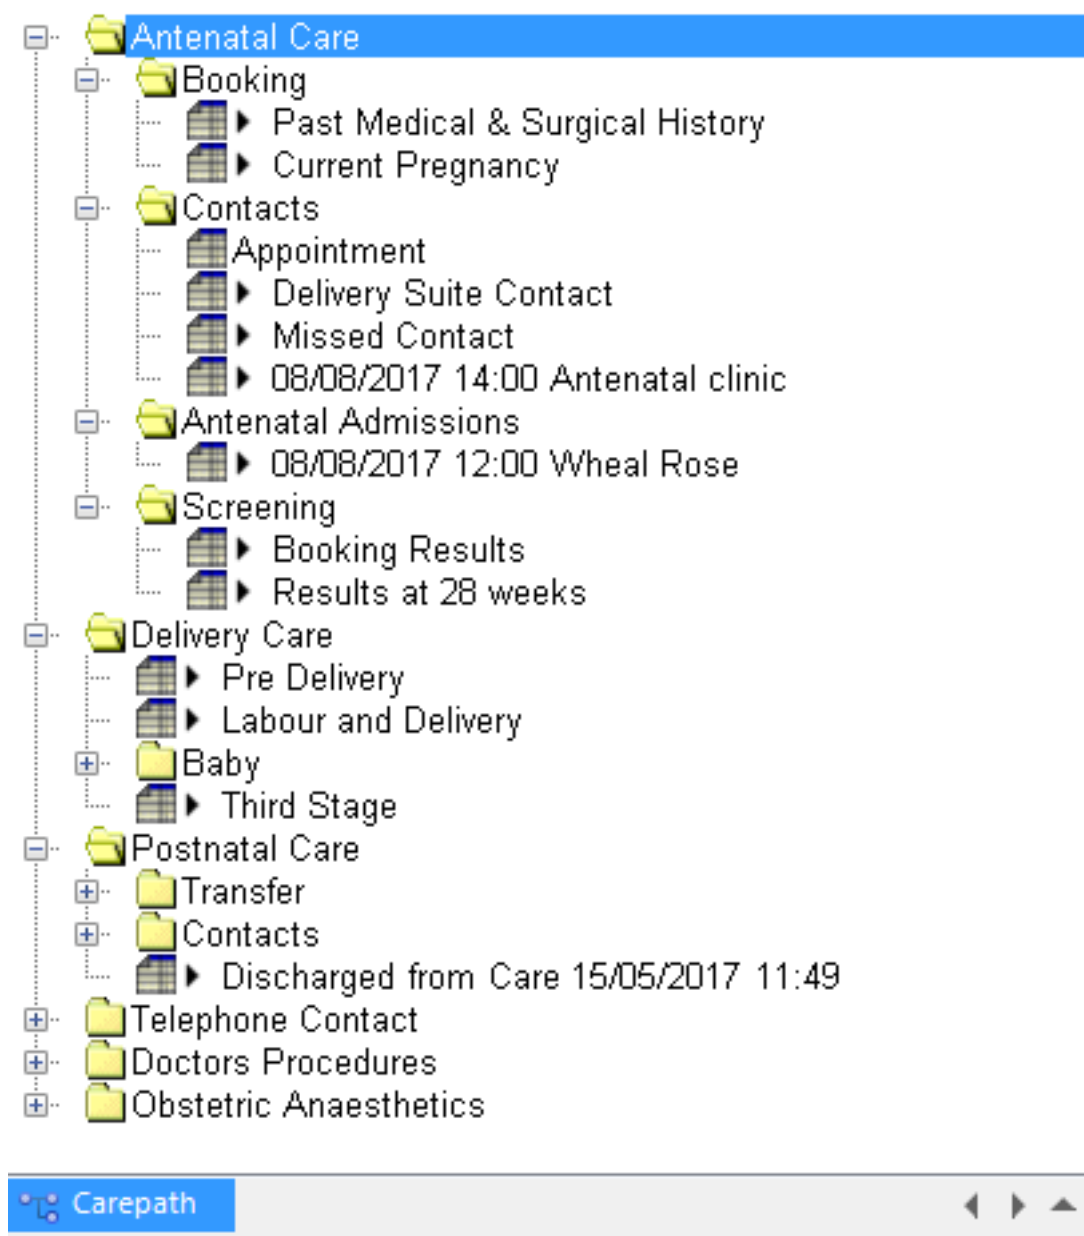 Antenatal Care
Booking
Past Medical & Surgical History
Current Pregnancy
Contacts
Appointment
Delivery Suite Contact
Missed Contact
08/08/2017 14:00 Antenatal clinic
Antenatal Admissions
08/08/2017 12:00 Wheal Rose
Screening
Booking Results
Results at 28 weeks
Delivery Care
Pre Delivery
Labour and Delivery
Baby
Third Stage
Postnatal Care
Transfer
Contacts
Discharged from Care 15/05/2017 11:49
Telephone Contact
Doctors Procedures
Obstetric Anaesthetics
Carepath